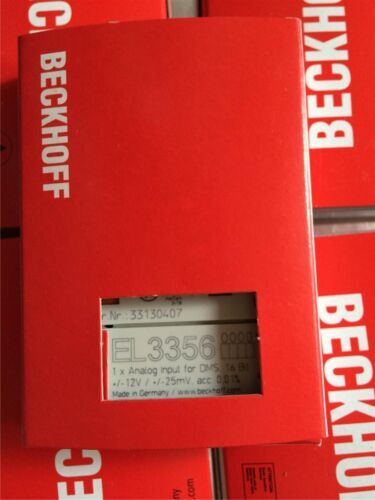 BECKHOFF
r.Nr.: 33130407
EL3356
1 x Analog Input for DMS, 16 Bit
+/-12V / +/-25mV, acc 0,01%
Made in Germany / www.beckhoff.com
BECKHOFF
BECKHOFF
BECKH